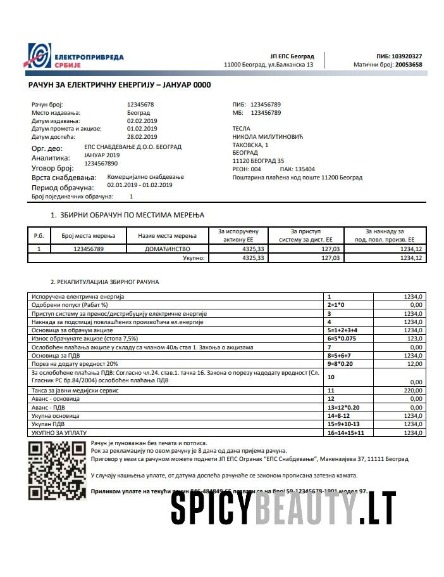 ЕЛЕКТРОПРИВРЕДА
СРБИЈЕ
ЈП ЕПС Београд
11000 Београд, ул.Балканска 13
ПИБ: 103920327
Матични број: 20053658
РАЧУН ЗА ЕЛЕКТРИЧНУ ЕНЕРГИЈУ – ЈАНУАР 0000
Рачун број: 12345678
Место издавања: Београд
Датум издавања: 02.02.2019
Датум промета и акцизе: 01.02.2019
Датум доспећа: 28.02.2019
Орг. део: ЕПС СНАБДЕВАЊЕ Д.О.О. БЕОГРАД
Аналитика: ЈАНУАР 2019
Уговор број: 1234567890
Врста снабдевања: Комерцијално снабдевање
Период обрачуна: 02.01.2019 - 01.02.2019
Број појединачних обрачуна: 1
ПИБ: 123456789
МБ: 123456789
ТЕСЛА
НИКОЛА МИЛУТИНОВИЋ
ТАКОВСКА, 1
БЕОГРАД
11120 БЕОГРАД 35
РЕОН: 004 ПАК: 135404
Поштарина плаћена код поште 11200 Београд
1. ЗБИРНИ ОБРАЧУН ПО МЕСТИМА МЕРЕЊА
Р.б. Број места мерења Назив места мерења За испоручену активну ЕЕ За приступ систему за дист. ЕЕ За накнаду за под. повл. произв. ЕЕ
1 123456789 ДОМАЋИНСТВО 4325,33 127,03 1234,12
Укупно: 4325,33 127,03 1234,12
2. РЕКАПИТУЛАЦИЈА ЗБИРНОГ РАЧУНА
Испоручена електрична енергија 1 1234,0
Одобрени попуст (Рабат %) 2=1*0 0,00
Приступ систему за пренос/дистрибуцију електричне енергије 3 1234,0
Накнада за подстицај повлашћених произвођача ел.енергије 4 1234,0
Основица за обрачун акцизе 5=1+2+3+4 1234,0
Износ обрачунате акцизе (стопа 7,5%) 6=5*0.075 123,0
Ослобођен плаћања акцизе у складу са чланом 40љ став 1. Закона о акцизама 7 0,00
Основица за ПДВ 8=5+6+7 1234,0
Порез на додату вредност 20% 9=8*0.20 12,00
За ослобођене плаћања ПДВ: Согласно чл.24. став.1. тачка 16. Закона о порезу надодату вредност (Сл. Гласник РС бр.84/2004) ослобођен плаћања ПДВ 10 0,00
Такса за јавни медијски сервис 11 220,00
Аванс - основица 12 0,00
Аванс - ПДВ 13=12*0.20 0,00
Укупна основица 14=8-12 1234,0
Укупан ПДВ 15=9+10-13 1234,0
УКУПНО ЗА УПЛАТУ 16=14+15+11 1234,0
Рачун је пуноважан без печата и потписа.
Рок за рекламацију по овом рачуну је 8 дана од дана пријема рачуна.
Приговор у вези са рачуном можете поднети ЈП ЕПС Огранак "ЕПС Снабдевање", Макензијева 37, 11111 Београд
У случају кашњења уплате, од датума доспећа рачунаће се законом прописана затезна камата.
Приликом уплате на текући рачун
SPICYBEAUTY.LT